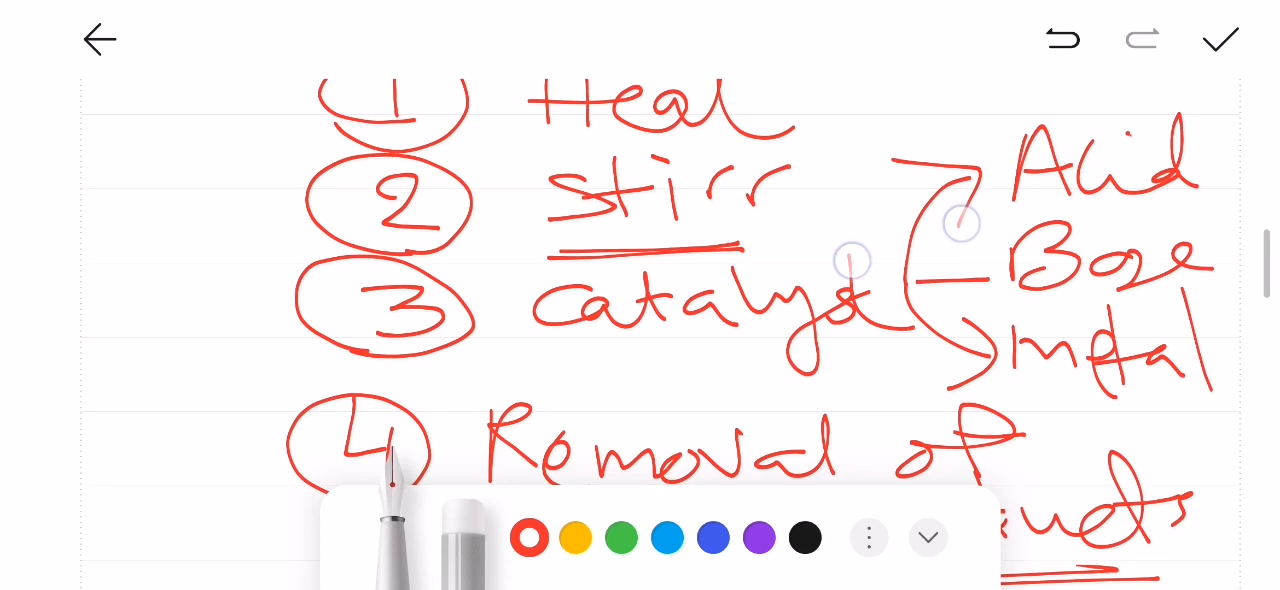 1 Heat
2 Stirr
3 Catalyst Acid
Base
metal
4 Removal of